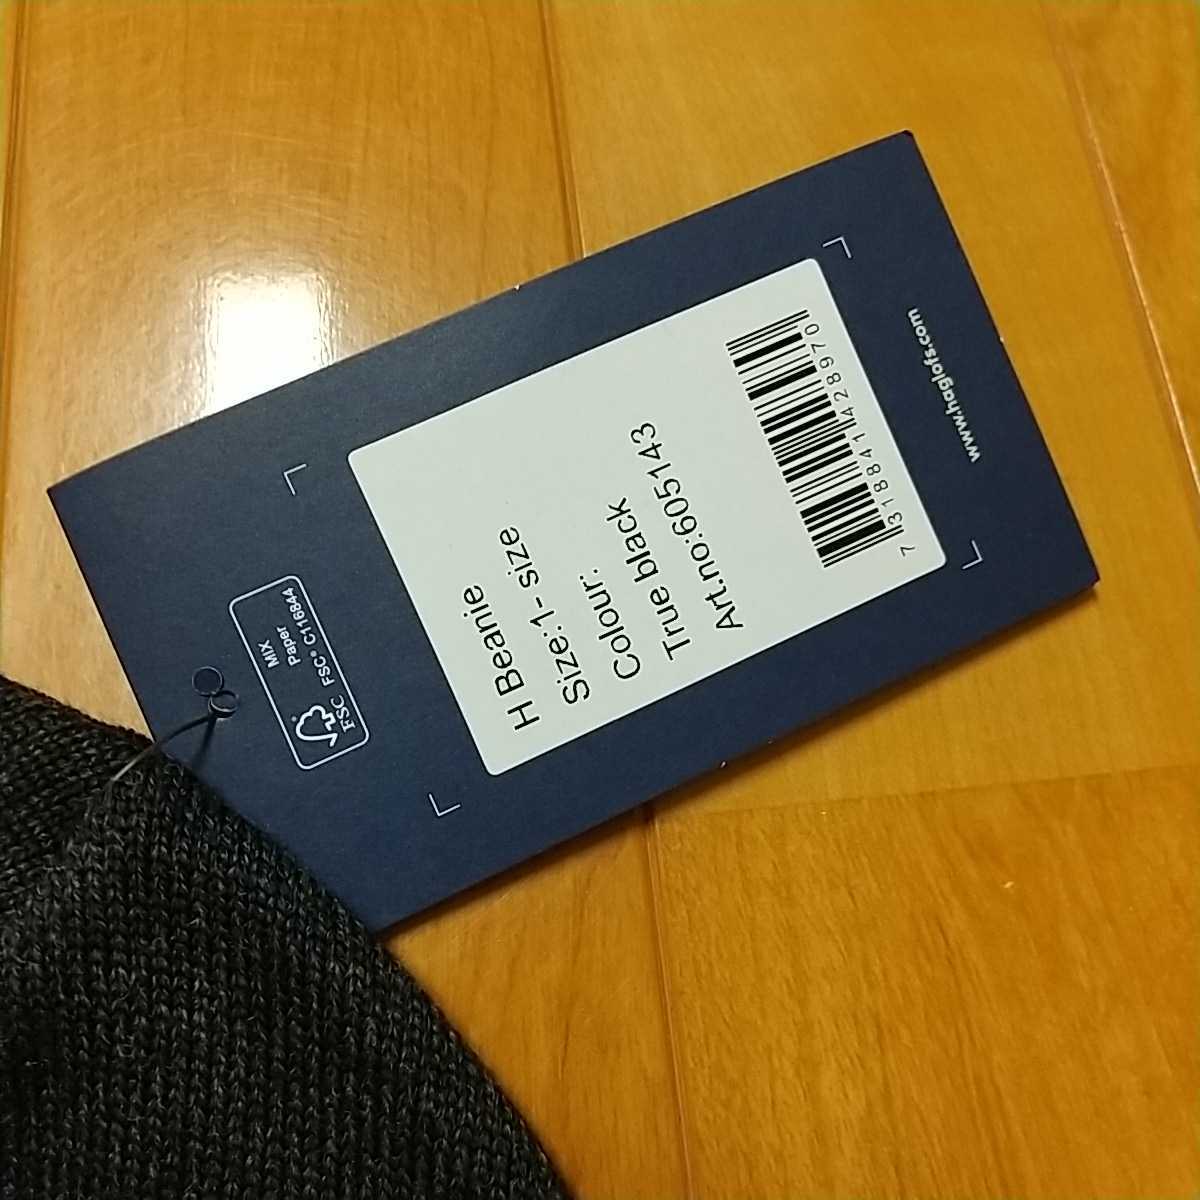 MIX
Paper
FSC FSC® C116844
H Beanie
Size:1-size
Colour:
True black
Art.no:605143
7318841428970
www.haglofs.com